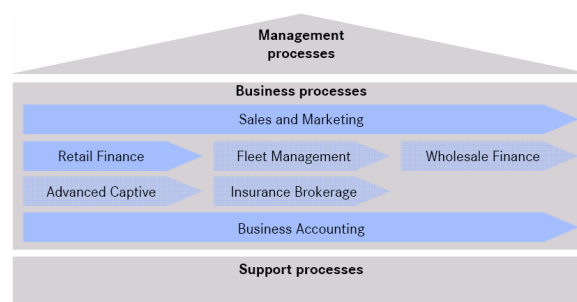 Management
processes
Business processes
Sales and Marketing
Retail Finance
Fleet Management
Wholesale Finance
Advanced Captive
Insurance Brokerage
Business Accounting
Support processes